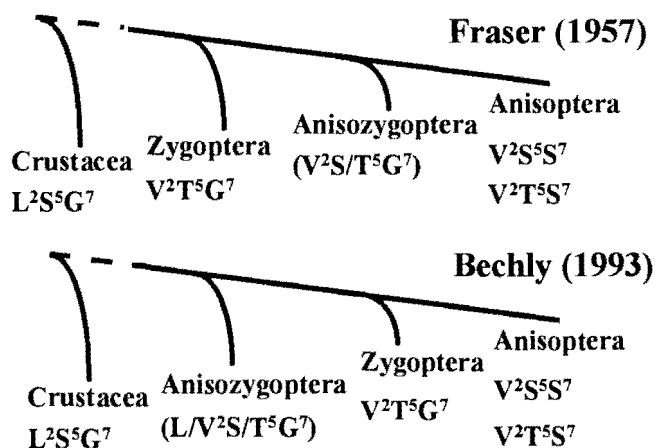 Fraser (1957)
Crustacea
L²S⁵G⁷
Zygoptera
V²T⁵G⁷
Anisozygoptera
(V²S/T⁵G⁷)
Anisoptera
V²S⁵S⁷
V²T⁵S⁷
Bechly (1993)
Crustacea
L²S⁵G⁷
Anisozygoptera
(L/V²S/T⁵G⁷)
Zygoptera
V²T⁵G⁷
Anisoptera
V²S⁵S⁷
V²T⁵S⁷